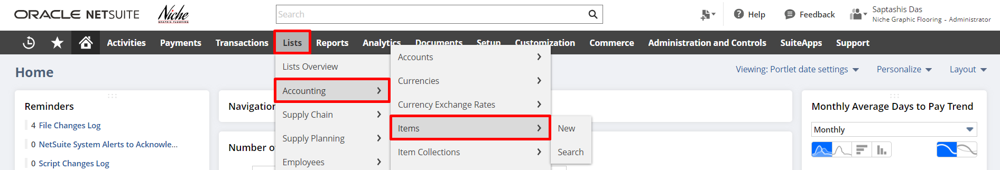 ORACLE NETSUITE
Niche
GRAPHIC FLOORING
Search
Help
Feedback
Saptashis Das
Niche Graphic Flooring - Administrator
Activities Payments Transactions Lists Reports Analytics Documents Setup Customization Commerce Administration and Controls SuiteApps Support
Home
Viewing: Portlet date settings
Personalize
Layout
Lists Overview
Accounting
Supply Chain
Supply Planning
Employees
Accounts
Currencies
Currency Exchange Rates
Items
Item Collections
New
Search
Reminders
4 File Changes Log
0 NetSuite System Alerts to Acknowle...
0 Script Changes Log
Navigation
Number o
Monthly Average Days to Pay Trend
Monthly